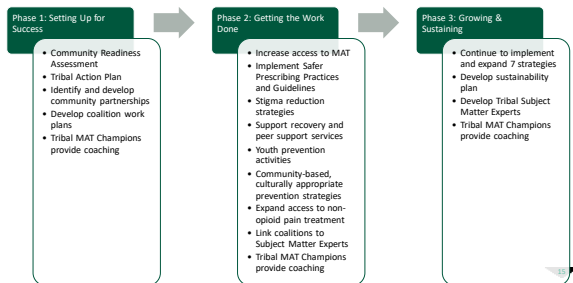 Phase 1: Setting Up for
Success
• Community Readiness
Assessment
• Tribal Action Plan
• Identify and develop
community partnerships
• Develop coalition work
plans
• Tribal MAT Champions
provide coaching
Phase 2: Getting the Work
Done
• Increase access to MAT
• Implement Safer
Prescribing Practices
and Guidelines
• Stigma reduction
strategies
• Support recovery and
peer support services
• Youth prevention
activities
• Community-based,
culturally appropriate
prevention strategies
• Expand access to non-
opioid pain treatment
• Link coalitions to
Subject Matter Experts
• Tribal MAT Champions
provide coaching
Phase 3: Growing &
Sustaining
• Continue to implement
and expand 7 strategies
• Develop sustainability
plan
• Develop Tribal Subject
Matter Experts
• Tribal MAT Champions
provide coaching
15